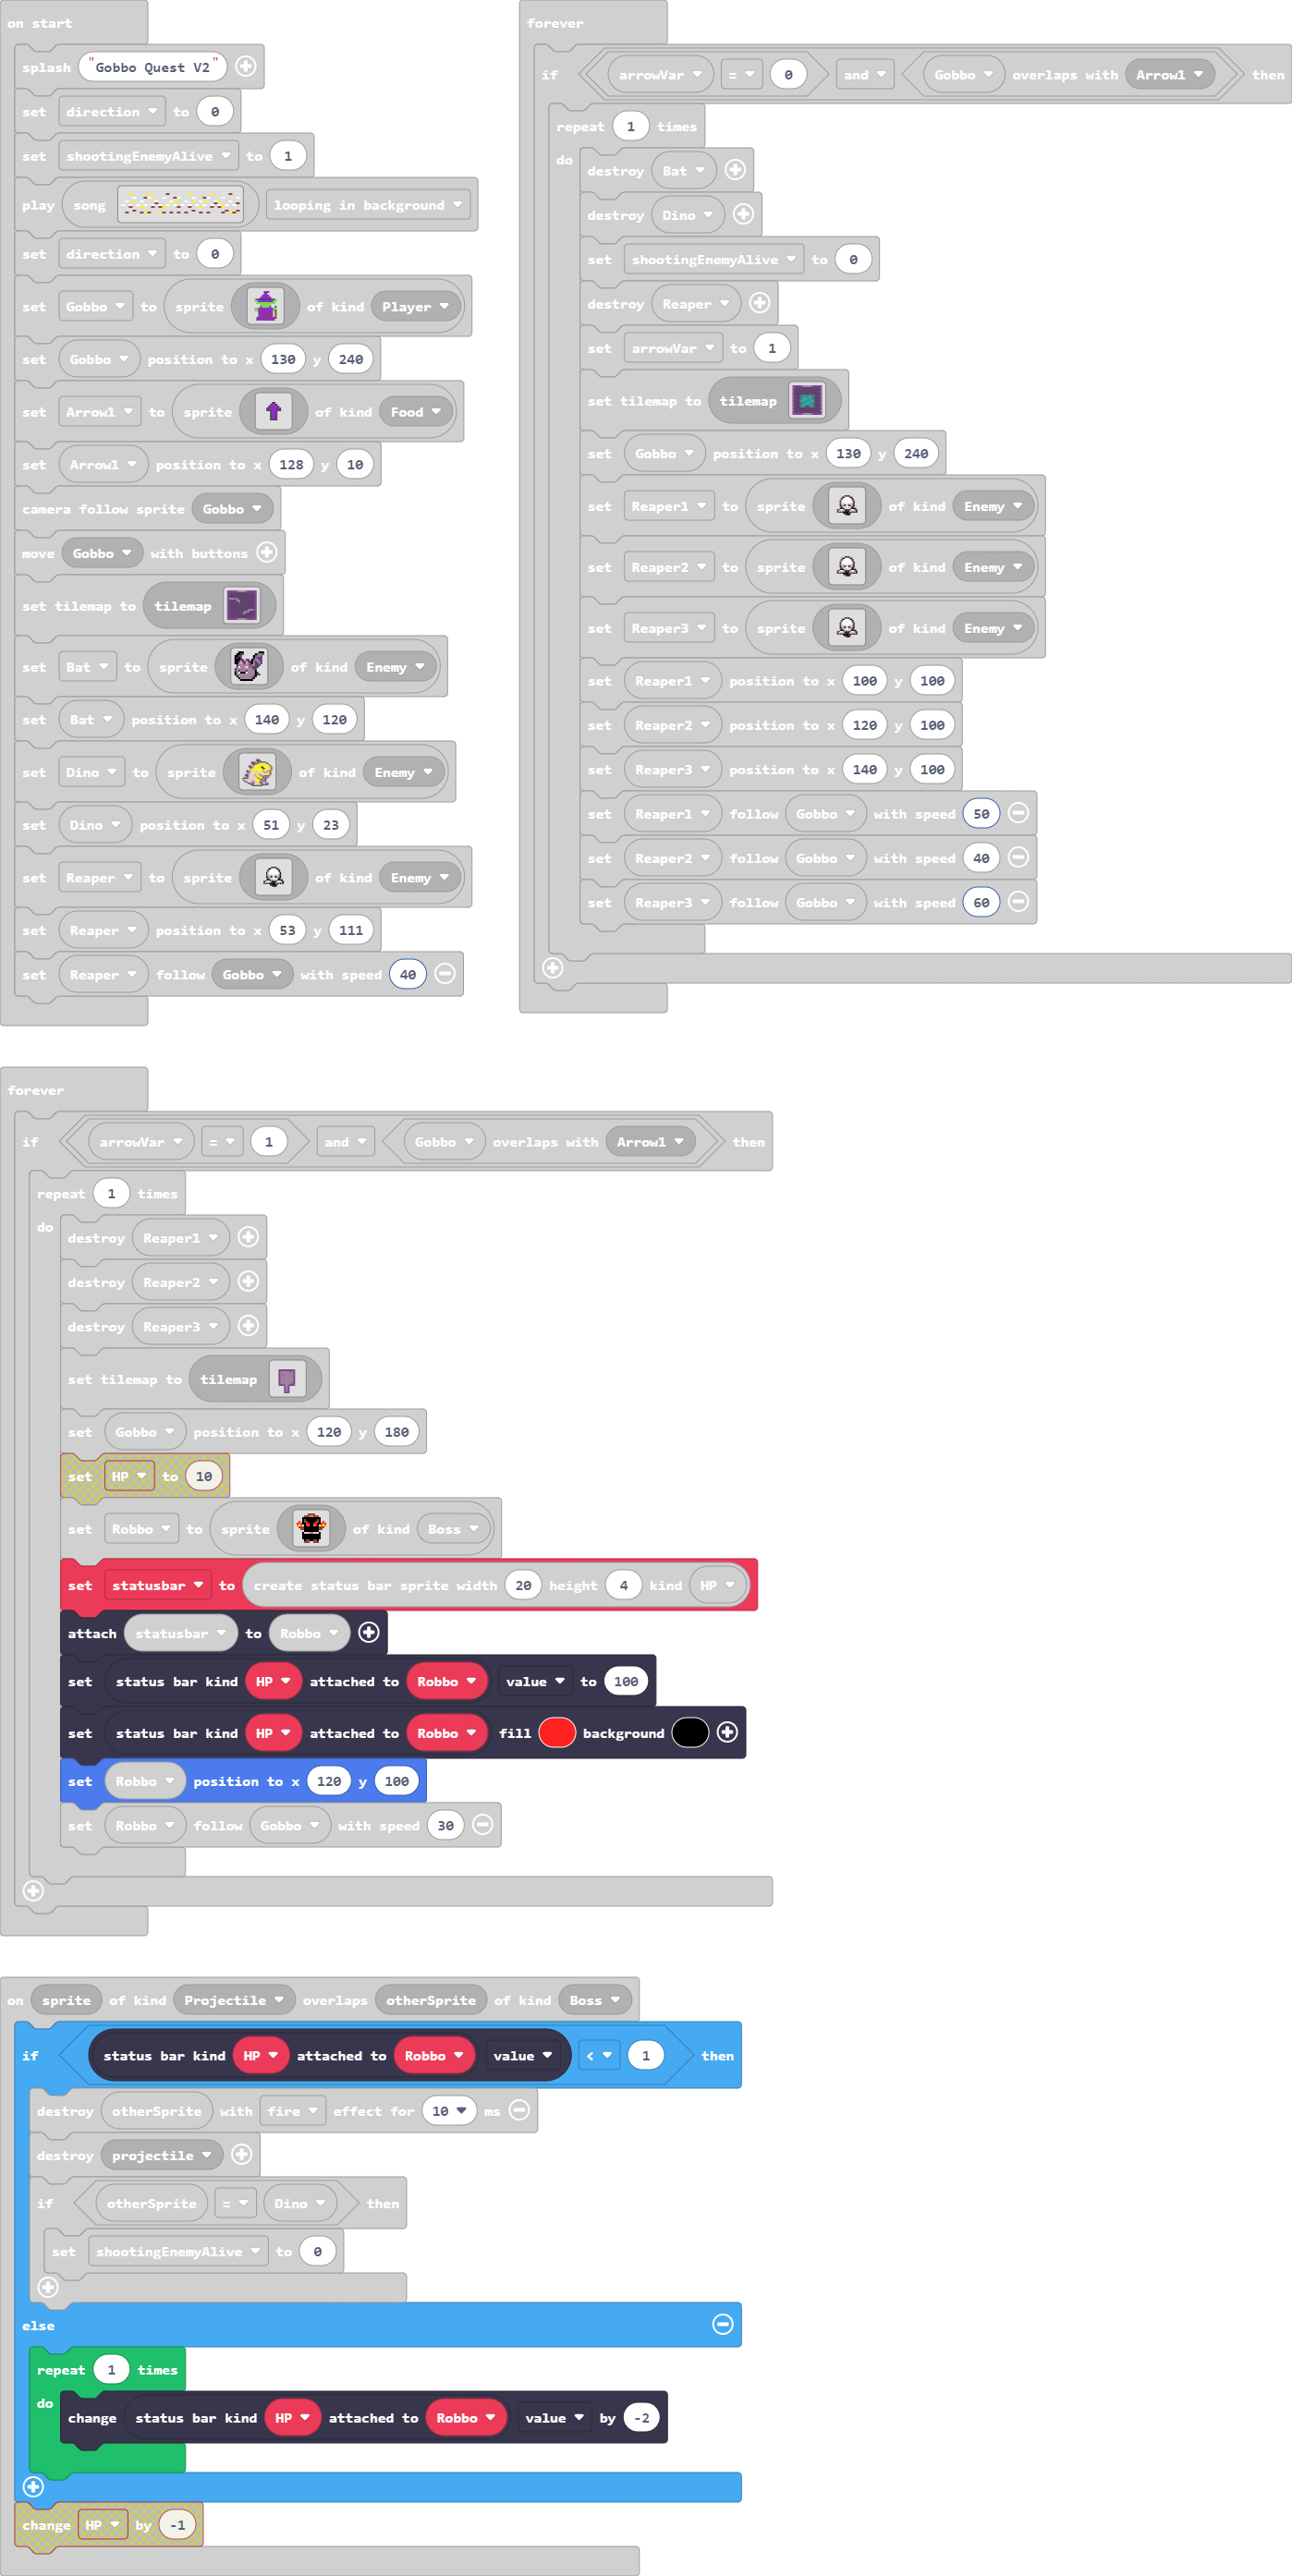 on start
splash "Gobbo Quest V2"
set direction to 0
set shootingEnemyAlive to 1
play song looping in background
set direction to 0
set Gobbo to sprite of kind Player
set Gobbo position to x 130 y 240
set Arrow1 to sprite of kind Food
set Arrow1 position to x 128 y 10
camera follow sprite Gobbo
move Gobbo with buttons
set tilemap to tilemap
set Bat to sprite of kind Enemy
set Bat position to x 140 y 120
set Dino to sprite of kind Enemy
set Dino position to x 51 y 23
set Reaper to sprite of kind Enemy
set Reaper position to x 53 y 111
set Reaper follow Gobbo with speed 40
forever
if arrowVar = 0 and Gobbo overlaps with Arrow1 then
repeat 1 times
do
destroy Bat
destroy Dino
set shootingEnemyAlive to 0
destroy Reaper
set arrowVar to 1
set tilemap to tilemap
set Gobbo position to x 130 y 240
set Reaper1 to sprite of kind Enemy
set Reaper2 to sprite of kind Enemy
set Reaper3 to sprite of kind Enemy
set Reaper1 position to x 100 y 100
set Reaper2 position to x 120 y 100
set Reaper3 position to x 140 y 100
set Reaper1 follow Gobbo with speed 50
set Reaper2 follow Gobbo with speed 40
set Reaper3 follow Gobbo with speed 60
forever
if arrowVar = 1 and Gobbo overlaps with Arrow1 then
repeat 1 times
do
destroy Reaper1
destroy Reaper2
destroy Reaper3
set tilemap to tilemap
set Gobbo position to x 120 y 180
set HP to 10
set Robbo to sprite of kind Boss
set statusbar to create status bar sprite width 20 height 4 kind HP
attach statusbar to Robbo
set status bar kind HP attached to Robbo value to 100
set status bar kind HP attached to Robbo fill background
set Robbo position to x 120 y 100
set Robbo follow Gobbo with speed 30
on sprite of kind Projectile overlaps otherSprite of kind Boss
if status bar kind HP attached to Robbo value < 1 then
destroy otherSprite with fire effect for 10 ms
destroy projectile
if otherSprite = Dino then
set shootingEnemyAlive to 0
else
repeat 1 times
do
change status bar kind HP attached to Robbo value by -2
change HP by -1